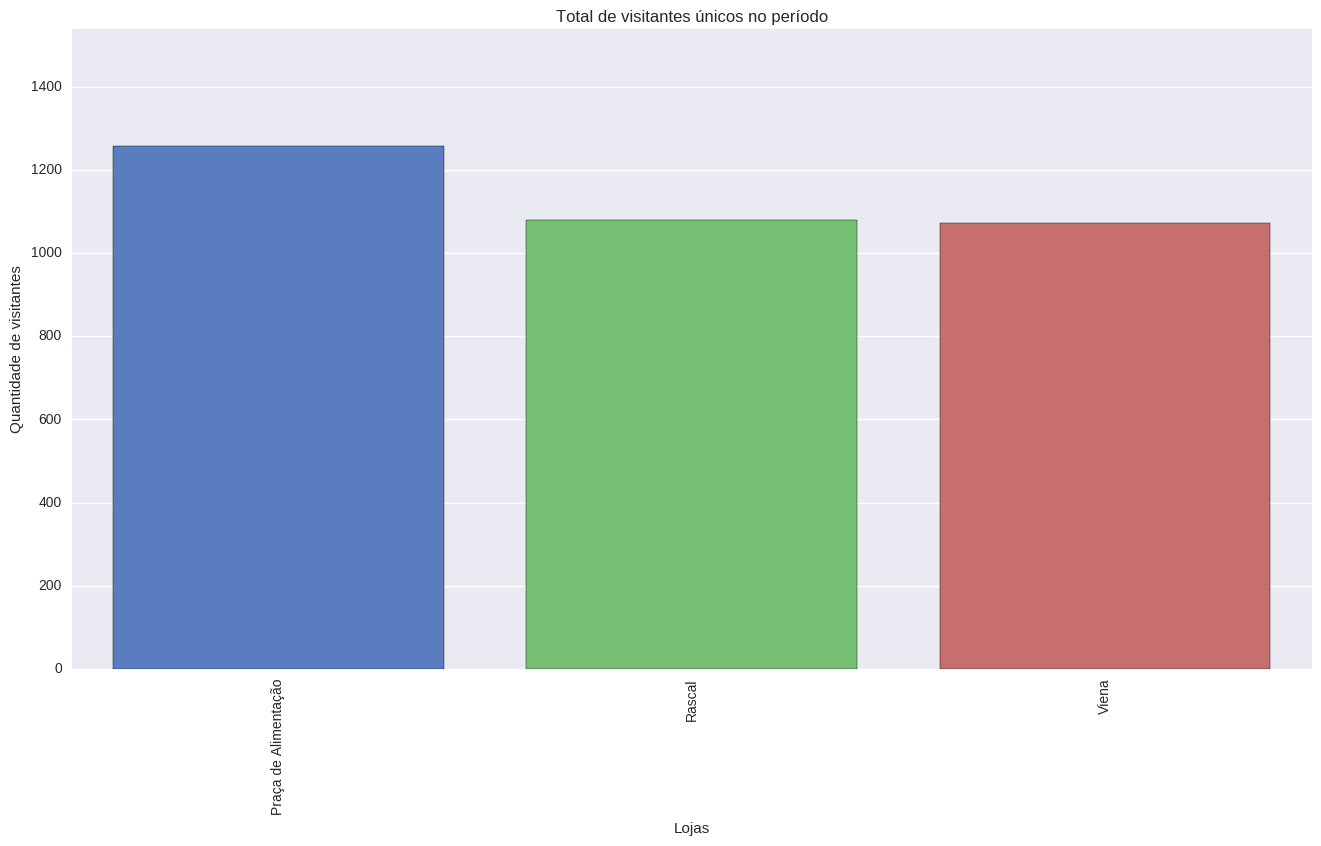 Total de visitantes únicos no período
Quantidade de visitantes
1400
1200
1000
800
600
400
200
0
Praça de Alimentação
Rascal
Viena
Lojas